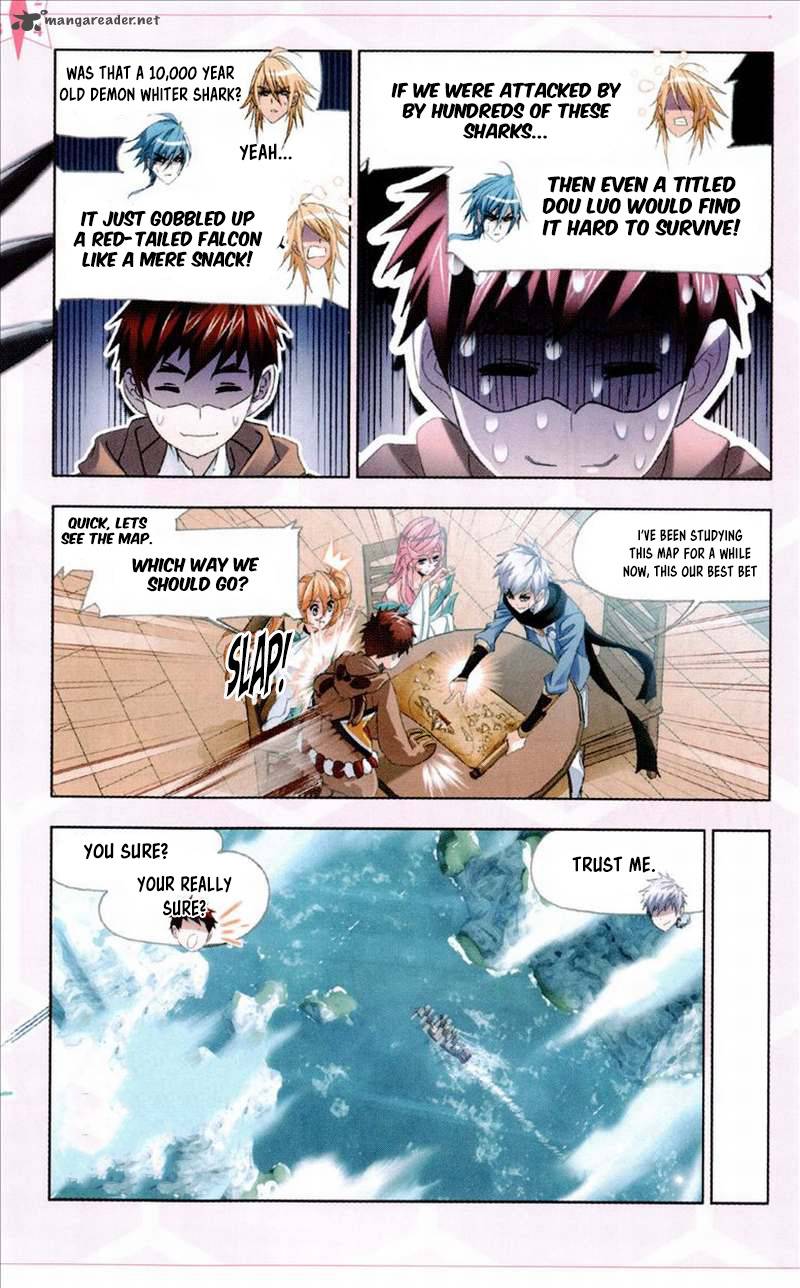 mangareader.net
WAS THAT A 10,000 YEAR
OLD DEMON WHITER SHARK?
YEAH...
IT JUST GOBBLED UP
A RED-TAILED FALCON
LIKE A MERE SNACK!
IF WE WERE ATTACKED BY
BY HUNDREDS OF THESE
SHARKS...
THEN EVEN A TITLED
DOU LUO WOULD FIND
IT HARD TO SURVIVE!
QUICK, LETS
SEE THE MAP.
WHICH WAY WE
SHOULD GO?
SLAP!
I'VE BEEN STUDYING
THIS MAP FOR A WHILE
NOW, THIS OUR BEST BET
YOU SURE?
YOUR REALLY
SURE?
TRUST ME.